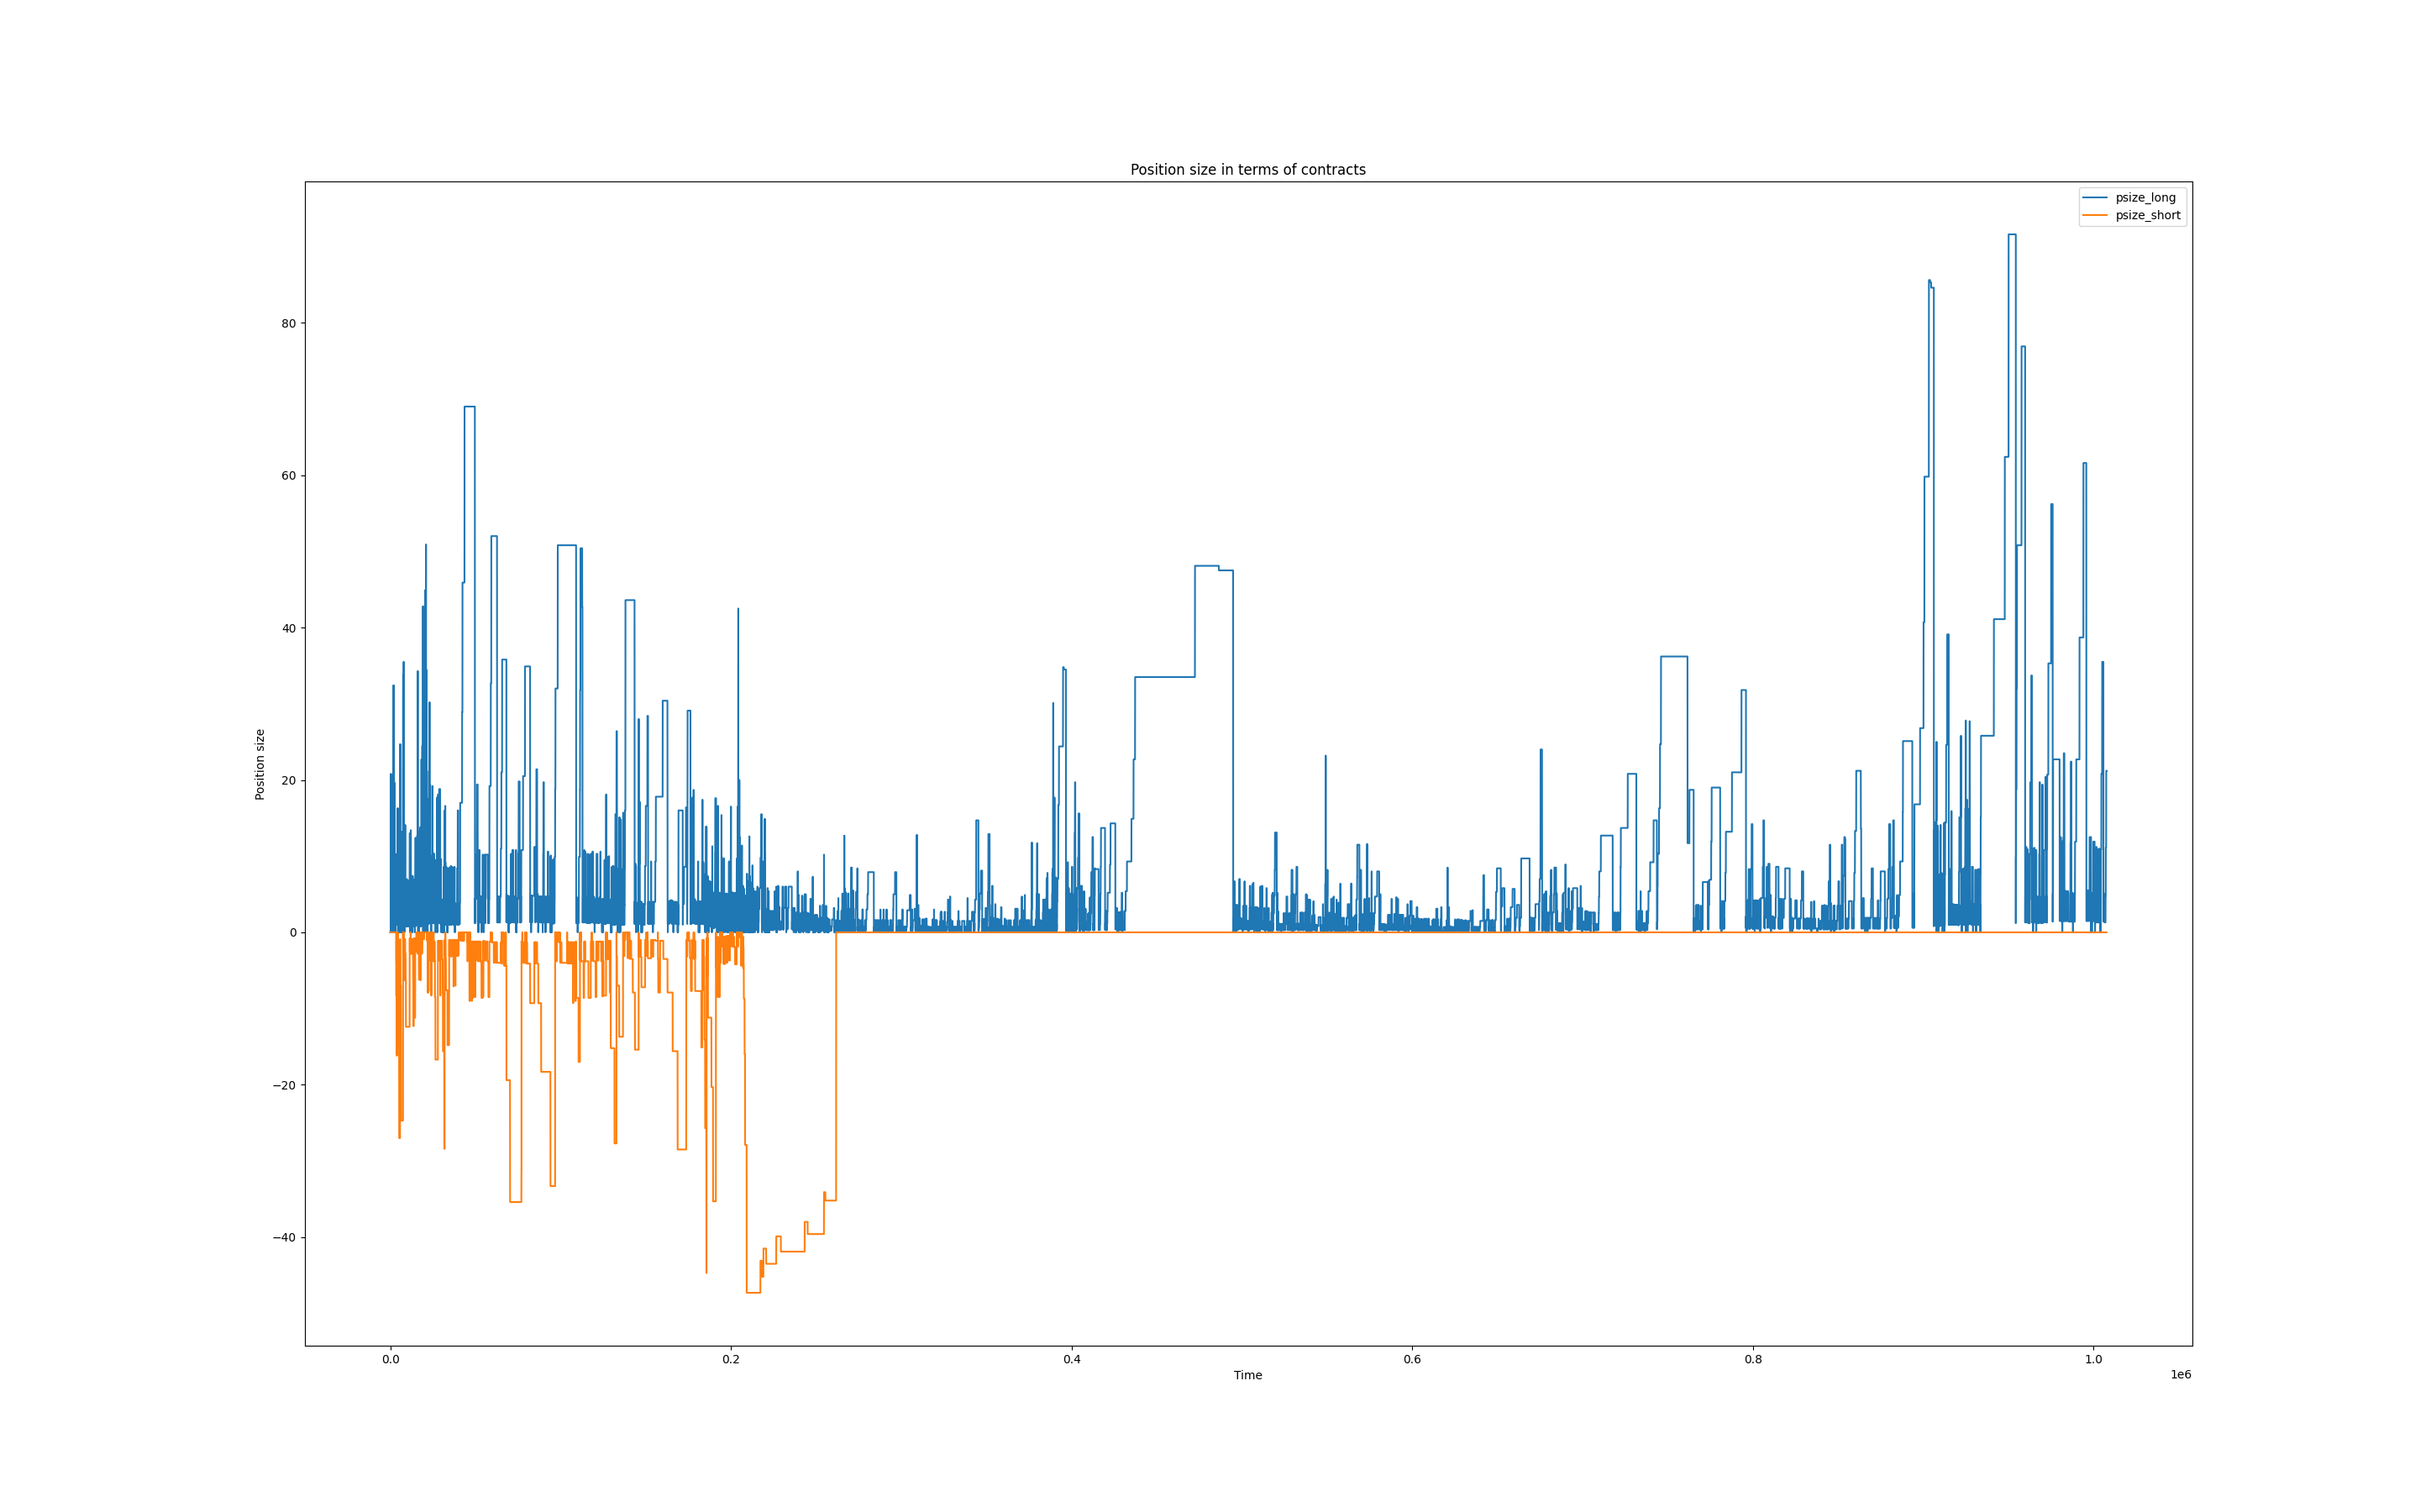 Position size in terms of contracts
psize_long
psize_short
Position size
80
60
40
20
0
−20
−40
0.0
0.2
0.4
0.6
0.8
1.0
1e6
Time